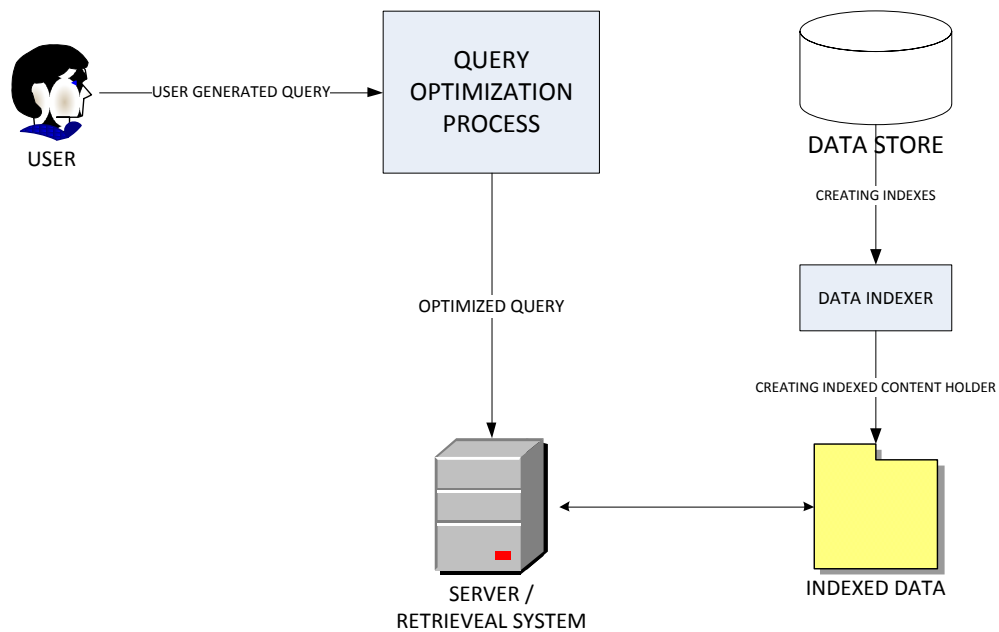 USER
USER GENERATED QUERY
QUERY
OPTIMIZATION
PROCESS
DATA STORE
CREATING INDEXES
DATA INDEXER
OPTIMIZED QUERY
CREATING INDEXED CONTENT HOLDER
SERVER /
RETRIEVEAL SYSTEM
INDEXED DATA